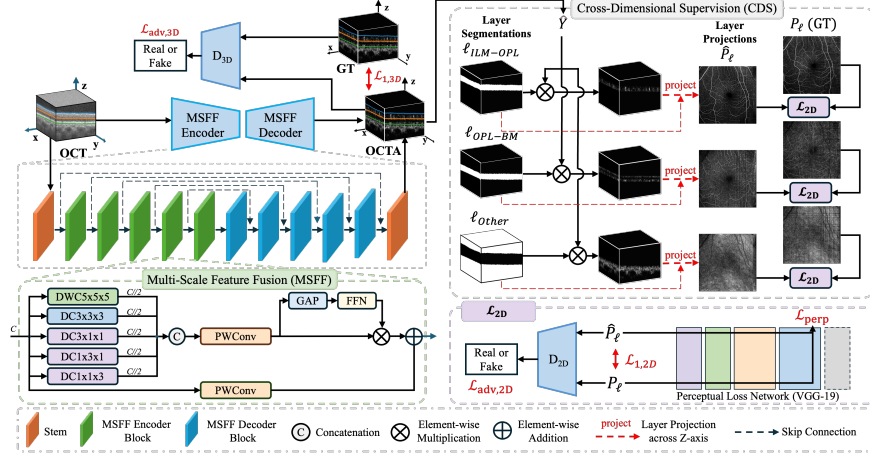 Cross-Dimensional Supervision (CDS)
z
x
y
GT
ℒadv,3D
Real or
Fake
D3D
ℒ1,3D
z
x
y
OCT
MSFF
Encoder
MSFF
Decoder
z
x
y
OCTA
Layer
Segmentations
Ŷ
Layer
Projections
P̂ℓ
Pℓ (GT)
ℓILM−OPL
project
ℒ2D
ℓOPL−BM
project
ℒ2D
ℓOther
project
ℒ2D
Multi-Scale Feature Fusion (MSFF)
C
DWC5x5x5
C//2
DC3x3x3
C//2
DC3x1x1
C//2
DC1x3x1
C//2
DC1x1x3
C//2
C
PWConv
GAP
FFN
PWConv
ℒ2D
Real or
Fake
ℒadv,2D
D2D
P̂ℓ
ℒ1,2D
Pℓ
ℒperp
Perceptual Loss Network (VGG-19)
Stem
MSFF Encoder
Block
MSFF Decoder
Block
C
Concatenation
Element-wise
Multiplication
Element-wise
Addition
project
Layer Projection
across Z-axis
Skip Connection